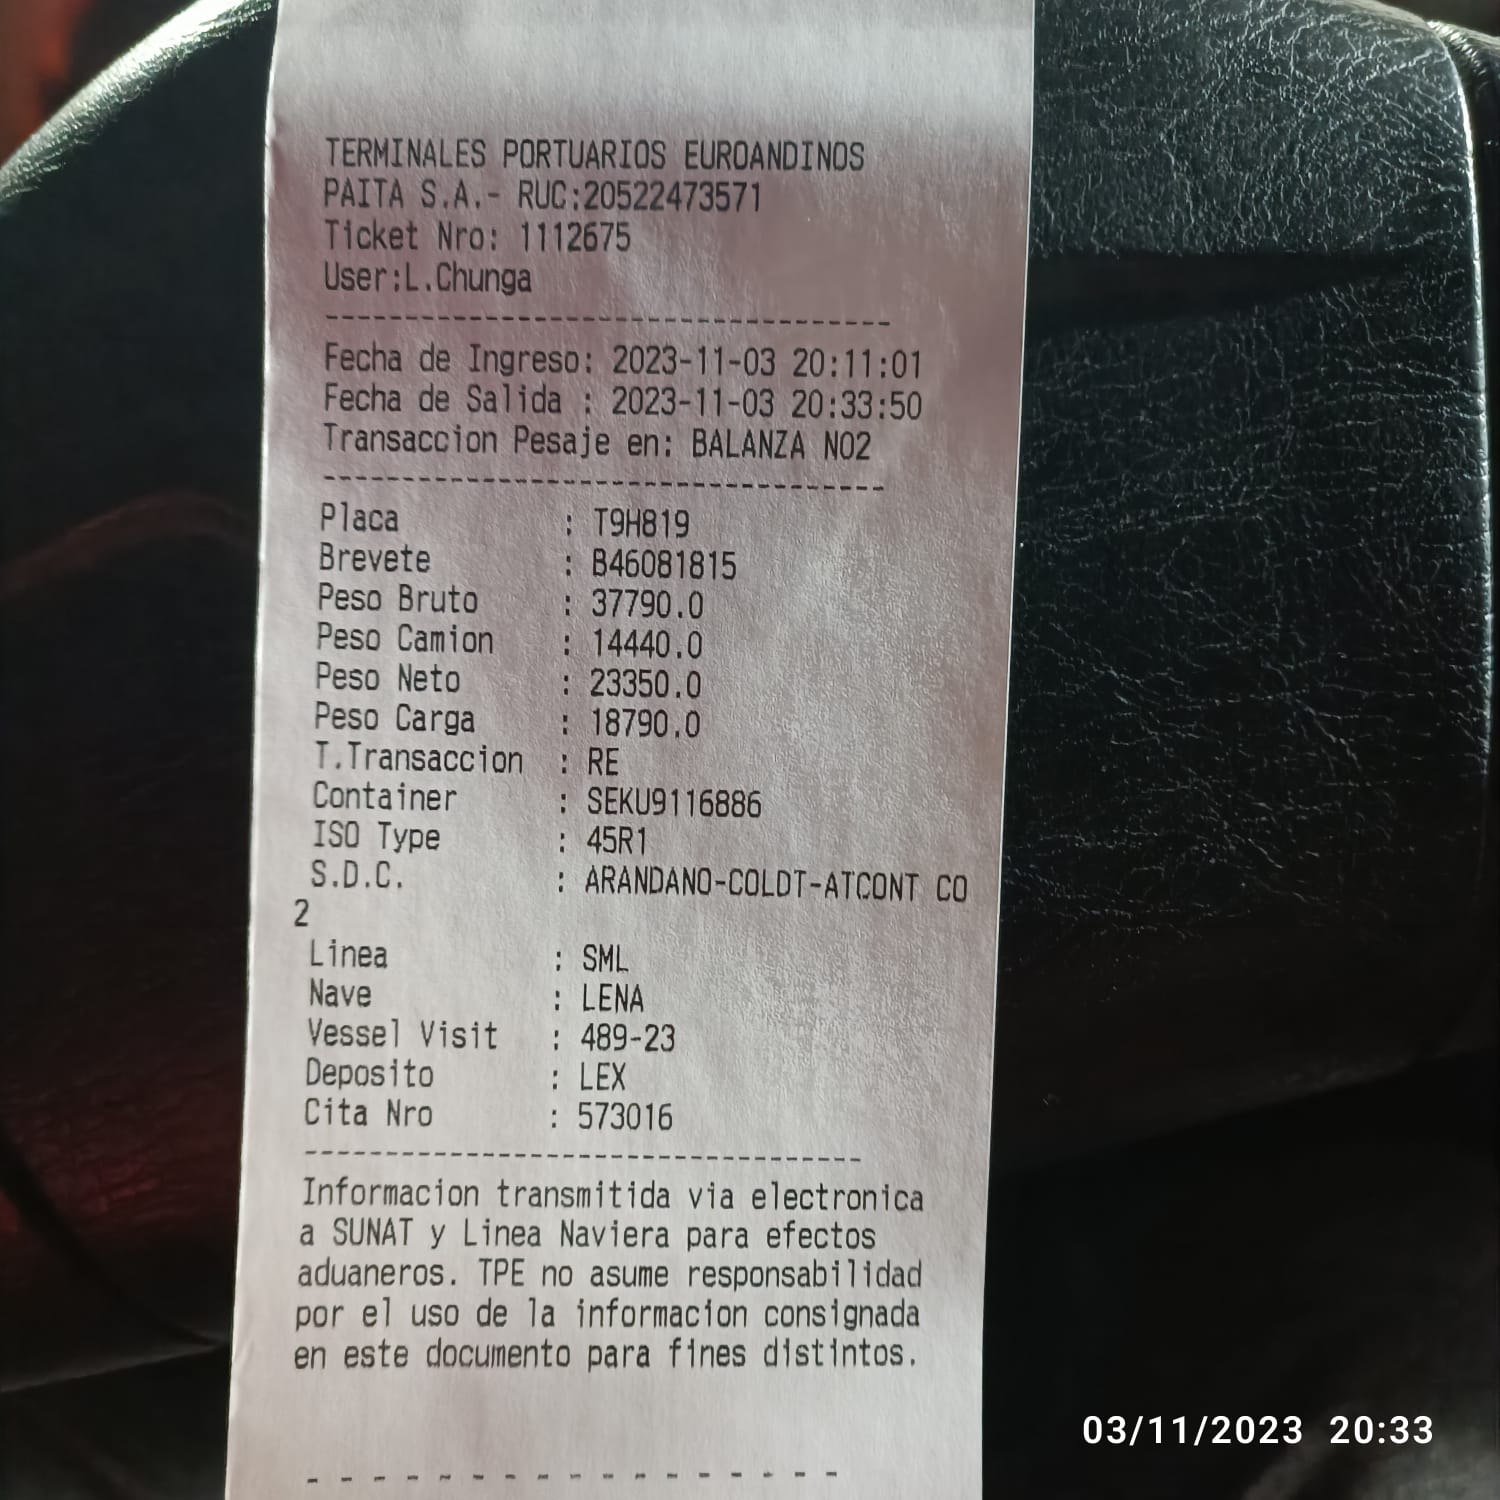 TERMINALES PORTUARIOS EUROANDINOS
PAITA S.A.- RUC:20522473571
Ticket Nro: 1112675
User:L.Chunga
-----------------------------------
Fecha de Ingreso: 2023-11-03 20:11:01
Fecha de Salida : 2023-11-03 20:33:50
Transaccion Pesaje en: BALANZA NO2
-----------------------------------
Placa : T9H819
Brevete : B46081815
Peso Bruto : 37790.0
Peso Camion : 14440.0
Peso Neto : 23350.0
Peso Carga : 18790.0
T.Transaccion : RE
Container : SEKU9116886
ISO Type : 45R1
S.D.C. : ARANDANO-COLDT-ATCONT CO
2
Linea : SML
Nave : LENA
Vessel Visit : 489-23
Deposito : LEX
Cita Nro : 573016
-----------------------------------
Informacion transmitida via electronica
a SUNAT y Linea Naviera para efectos
aduaneros. TPE no asume responsabilidad
por el uso de la informacion consignada
en este documento para fines distintos.
- - - - - - - - - - - - - - - - -
03/11/2023 20:33